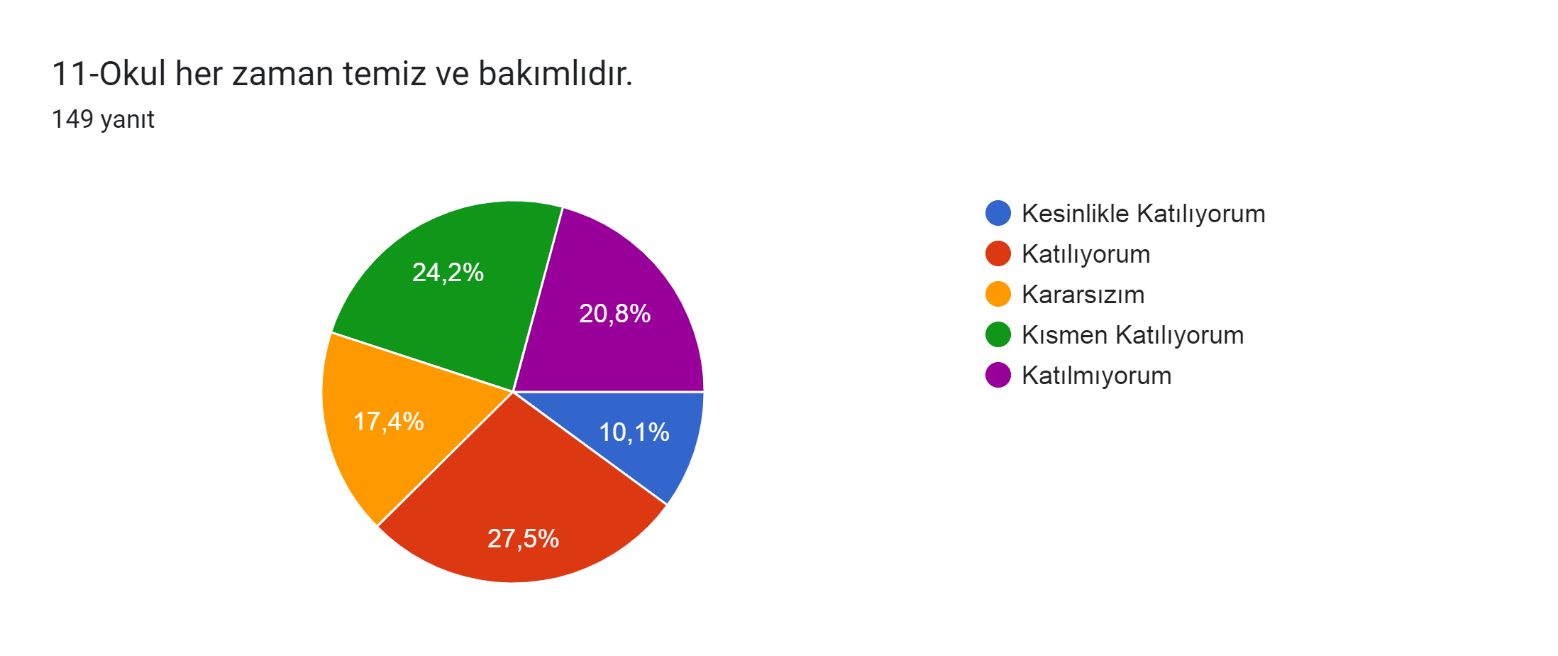 11-Okul her zaman temiz ve bakımlıdır.
149 yanıt
Kesinlikle Katılıyorum
Katılıyorum
Kararsızım
Kısmen Katılıyorum
Katılmıyorum
24,2%
20,8%
17,4%
10,1%
27,5%